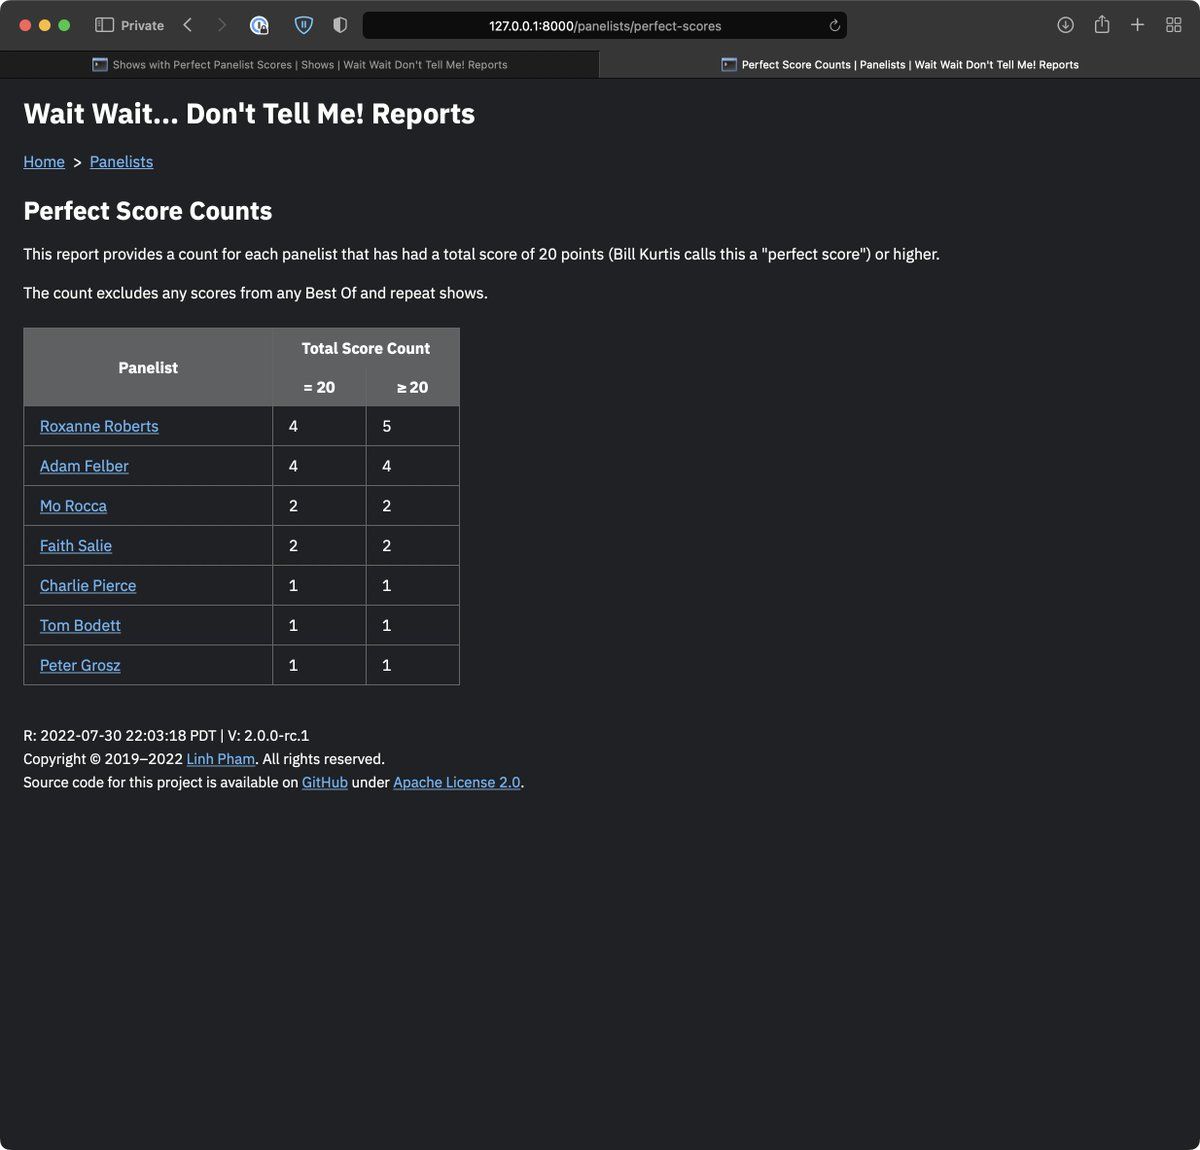 Private
127.0.0.1:8000/panelists/perfect-scores
Shows with Perfect Panelist Scores | Shows | Wait Wait Don't Tell Me! Reports
Perfect Score Counts | Panelists | Wait Wait Don't Tell Me! Reports
Wait Wait... Don't Tell Me! Reports
Home > Panelists
Perfect Score Counts
This report provides a count for each panelist that has had a total score of 20 points (Bill Kurtis calls this a "perfect score") or higher.
The count excludes any scores from any Best Of and repeat shows.
Panelist Total Score Count
= 20 ≥ 20
Roxanne Roberts 4 5
Adam Felber 4 4
Mo Rocca 2 2
Faith Salie 2 2
Charlie Pierce 1 1
Tom Bodett 1 1
Peter Grosz 1 1
R: 2022-07-30 22:03:18 PDT | V: 2.0.0-rc.1
Copyright © 2019–2022 Linh Pham. All rights reserved.
Source code for this project is available on GitHub under Apache License 2.0.